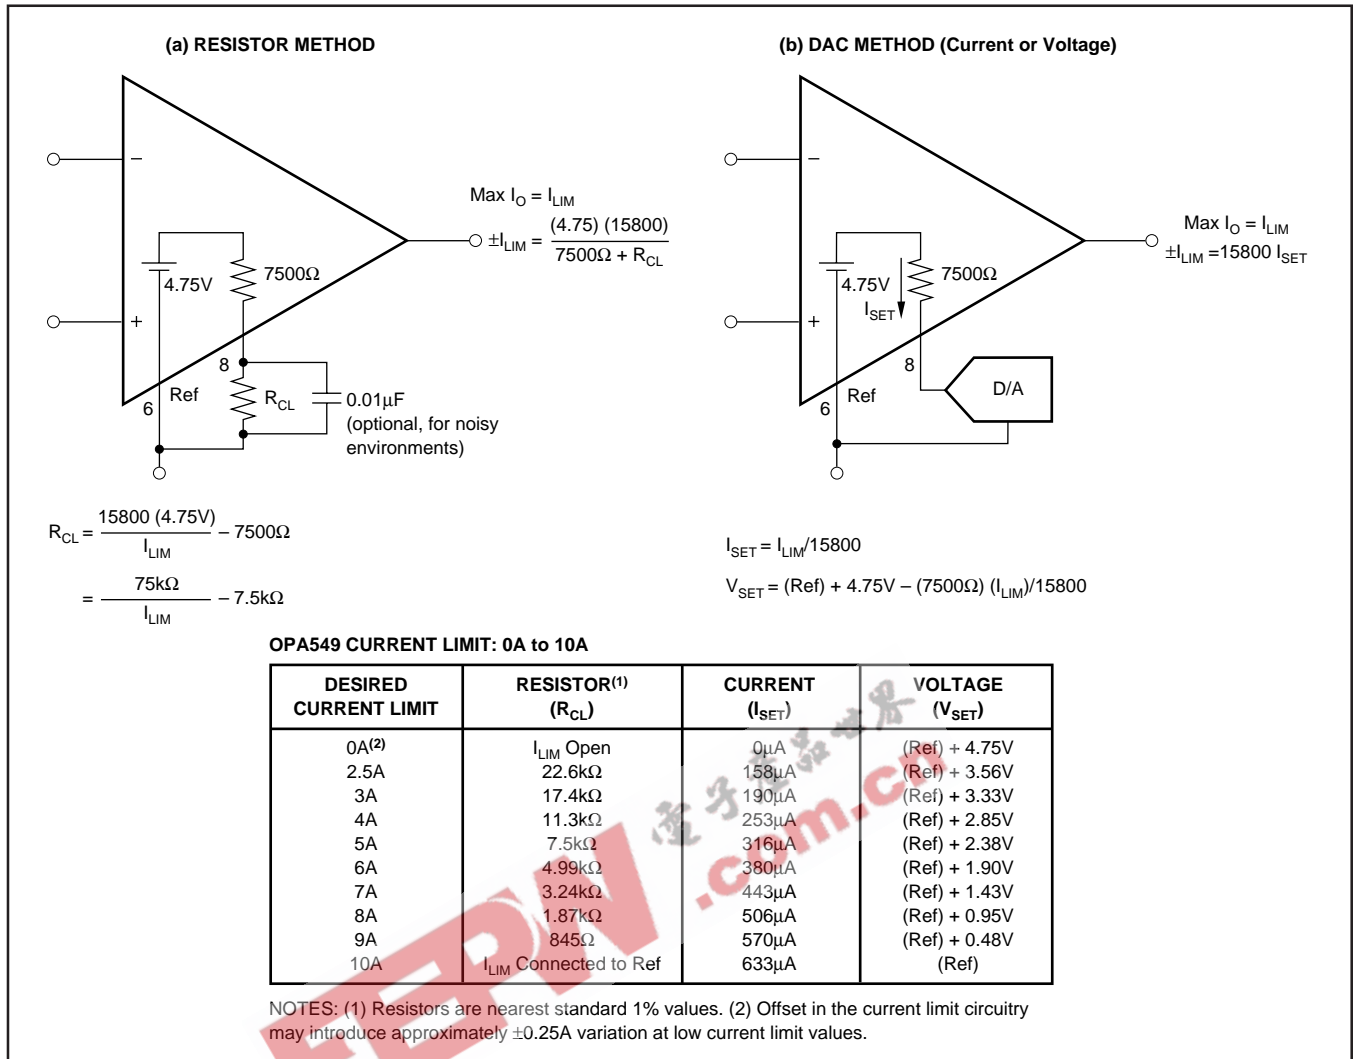 (a) RESISTOR METHOD
−
+
4.75V
7500Ω
8
6
Ref
R_CL
0.01μF
(optional, for noisy
environments)
Max I_O = I_LIM
±I_LIM = (4.75) (15800) / 7500Ω + R_CL
R_CL = 15800 (4.75V) / I_LIM − 7500Ω
= 75kΩ / I_LIM − 7.5kΩ
(b) DAC METHOD (Current or Voltage)
−
+
4.75V
7500Ω
I_SET
8
6
Ref
D/A
Max I_O = I_LIM
±I_LIM =15800 I_SET
I_SET = I_LIM/15800
V_SET = (Ref) + 4.75V − (7500Ω) (I_LIM)/15800
OPA549 CURRENT LIMIT: 0A to 10A
DESIRED CURRENT LIMIT | RESISTOR(1) (R_CL) | CURRENT (I_SET) | VOLTAGE (V_SET)
0A(2) | I_LIM Open | 0μA | (Ref) + 4.75V
2.5A | 22.6kΩ | 158μA | (Ref) + 3.56V
3A | 17.4kΩ | 190μA | (Ref) + 3.33V
4A | 11.3kΩ | 253μA | (Ref) + 2.85V
5A | 7.5kΩ | 316μA | (Ref) + 2.38V
6A | 4.99kΩ | 380μA | (Ref) + 1.90V
7A | 3.24kΩ | 443μA | (Ref) + 1.43V
8A | 1.87kΩ | 506μA | (Ref) + 0.95V
9A | 845Ω | 570μA | (Ref) + 0.48V
10A | I_LIM Connected to Ref | 633μA | (Ref)
NOTES: (1) Resistors are nearest standard 1% values. (2) Offset in the current limit circuitry
may introduce approximately ±0.25A variation at low current limit values.
電子產品世界
.com.cn